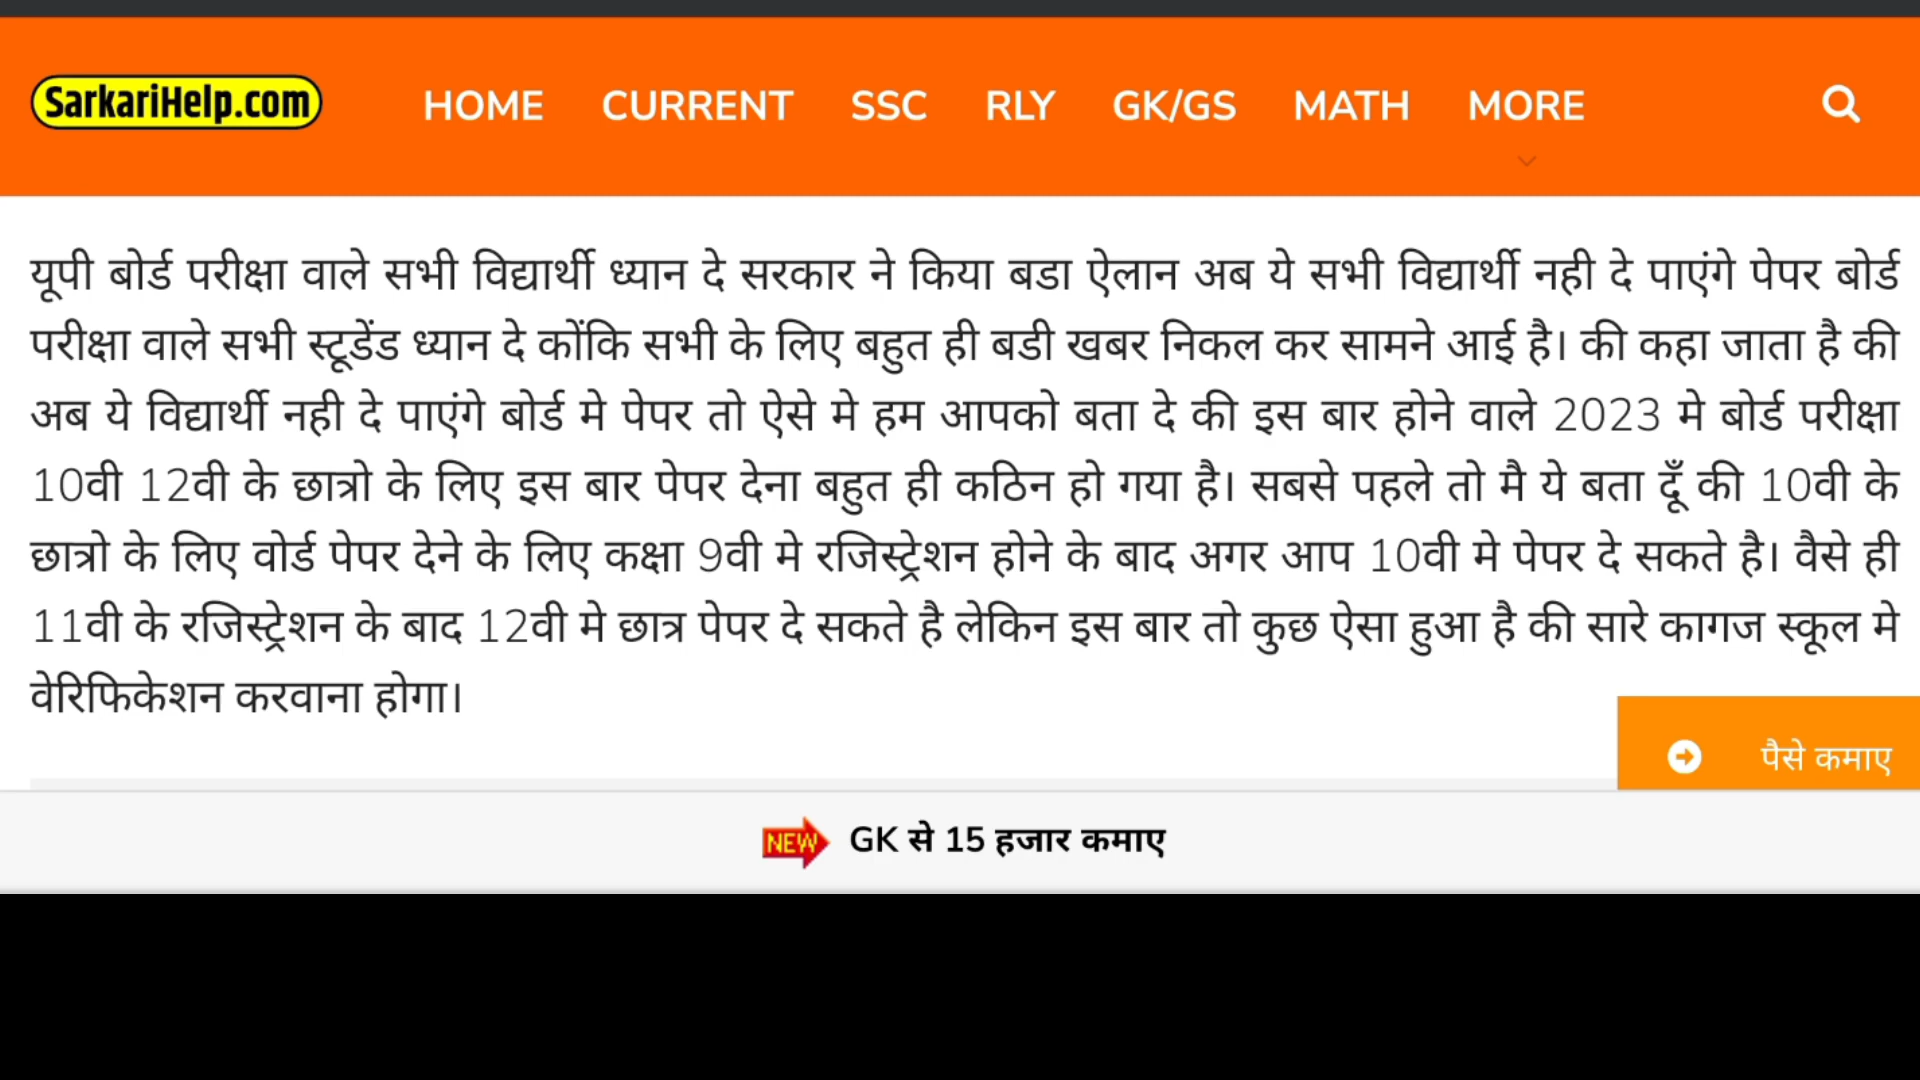 SarkariHelp.com HOME CURRENT SSC RLY GK/GS MATH MORE
यूपी बोर्ड परीक्षा वाले सभी विद्यार्थी ध्यान दे सरकार ने किया बडा ऐलान अब ये सभी विद्यार्थी नही दे पाएंगे पेपर बोर्ड
परीक्षा वाले सभी स्टूडेंड ध्यान दे कोंकि सभी के लिए बहुत ही बडी खबर निकल कर सामने आई है। की कहा जाता है की
अब ये विद्यार्थी नही दे पाएंगे बोर्ड मे पेपर तो ऐसे मे हम आपको बता दे की इस बार होने वाले 2023 मे बोर्ड परीक्षा
10वी 12वी के छात्रो के लिए इस बार पेपर देना बहुत ही कठिन हो गया है। सबसे पहले तो मै ये बता दूँ की 10वी के
छात्रो के लिए वोर्ड पेपर देने के लिए कक्षा 9वी मे रजिस्ट्रेशन होने के बाद अगर आप 10वी मे पेपर दे सकते है। वैसे ही
11वी के रजिस्ट्रेशन के बाद 12वी मे छात्र पेपर दे सकते है लेकिन इस बार तो कुछ ऐसा हुआ है की सारे कागज स्कूल मे
वेरिफिकेशन करवाना होगा।
पैसे कमाए
NEW GK से 15 हजार कमाए